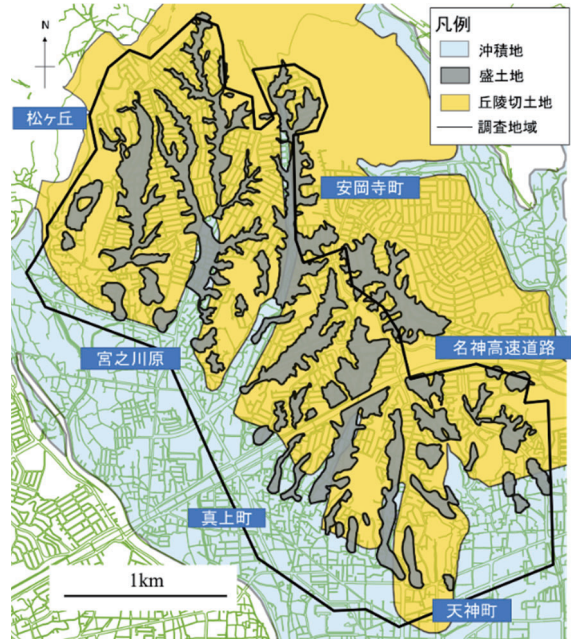 N
凡例
沖積地
盛土地
丘陵切土地
調査地域
松ヶ丘
安岡寺町
宮之川原
名神高速道路
真上町
1km
天神町